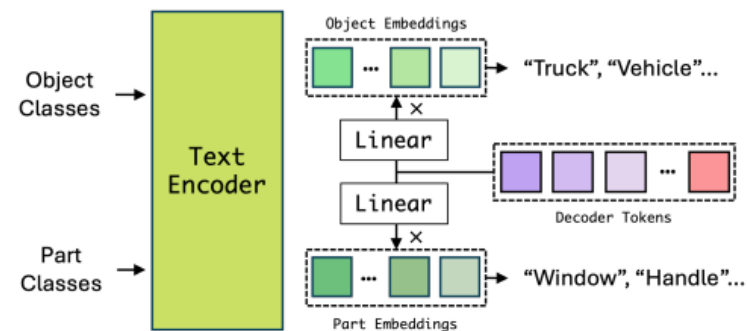 Object Embeddings
Object
Classes
"Truck", "Vehicle"...
×
Linear
Text
Encoder
Decoder Tokens
Linear
×
Part
Classes
"Window", "Handle"...
Part Embeddings